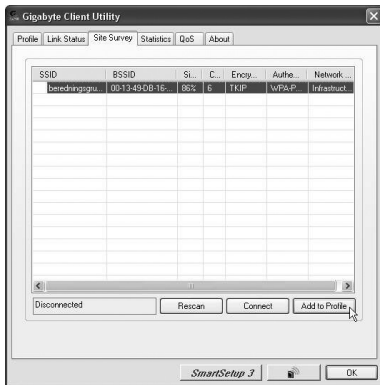 Gigabyte Client Utility
Profile Link Status Site Survey Statistics QoS About
SSID BSSID Si... C... Encry... Authe... Network ...
beredningsgru... 00-13-49-DB-16-... 86% 6 TKIP WPA-P... Infrastruct...
Disconnected Rescan Connect Add to Profile
SmartSetup 3 OK